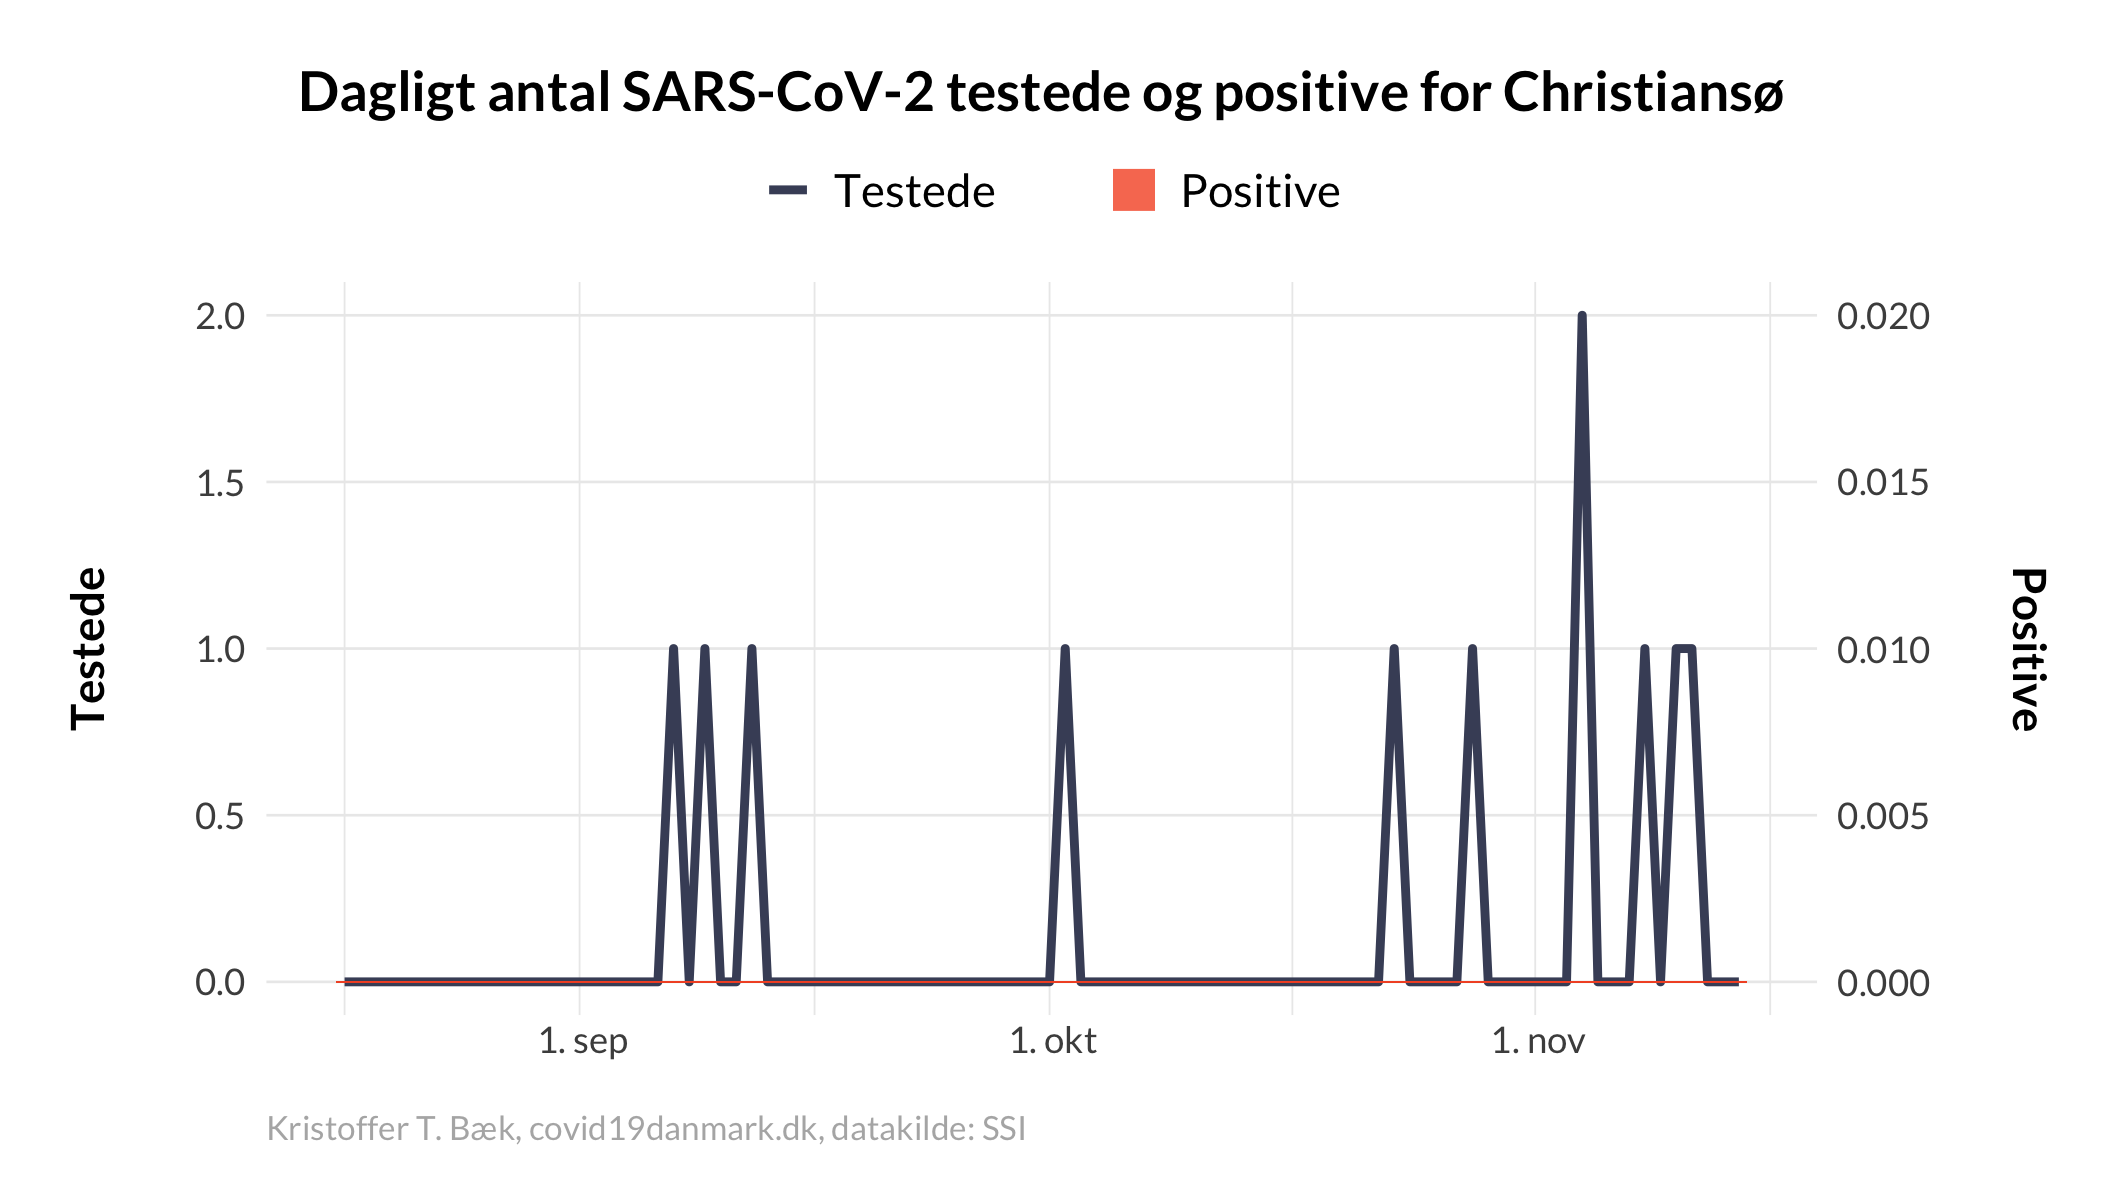 Dagligt antal SARS-CoV-2 testede og positive for Christiansø
Testede Positive
2.0 0.020
1.5 0.015
1.0 0.010
0.5 0.005
0.0 0.000
Testede
Positive
1. sep 1. okt 1. nov
Kristoffer T. Bæk, covid19danmark.dk, datakilde: SSI